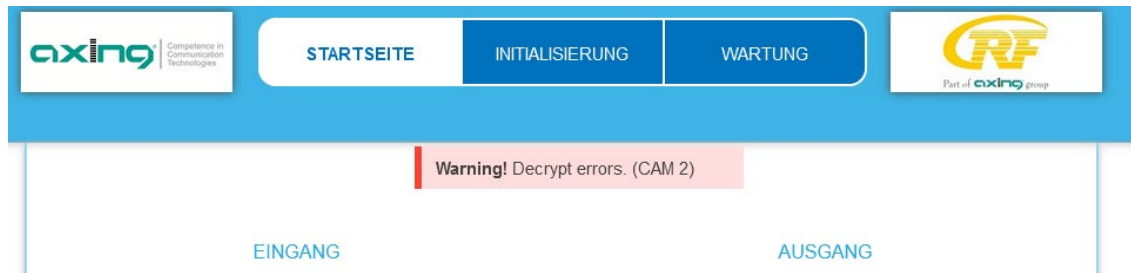 axing
Competence in
Communication
Technologies
STARTSEITE
INITIALISIERUNG
WARTUNG
CRF
Part of axing group
Warning! Decrypt errors. (CAM 2)
EINGANG
AUSGANG